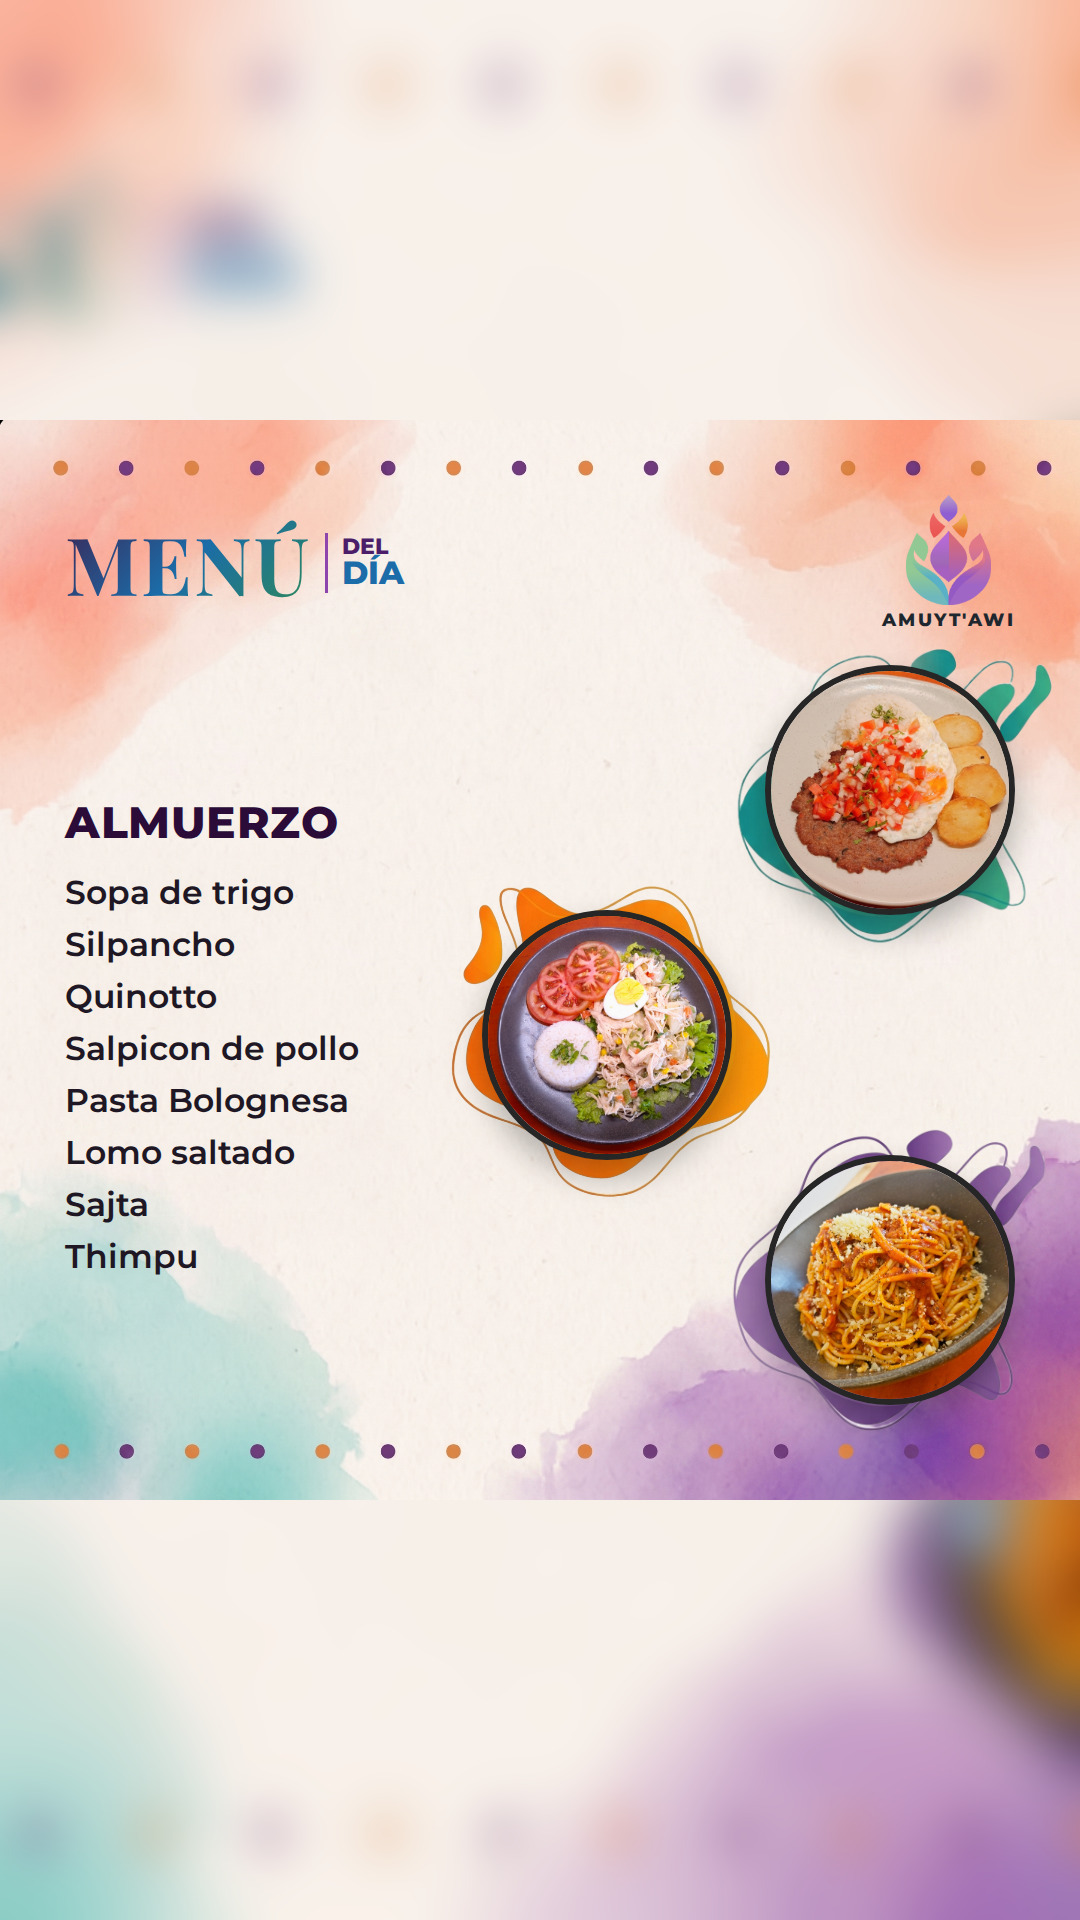 MENÚ
DEL
DÍA
AMUYT'AWI
ALMUERZO
Sopa de trigo
Silpancho
Quinotto
Salpicon de pollo
Pasta Bolognesa
Lomo saltado
Sajta
Thimpu